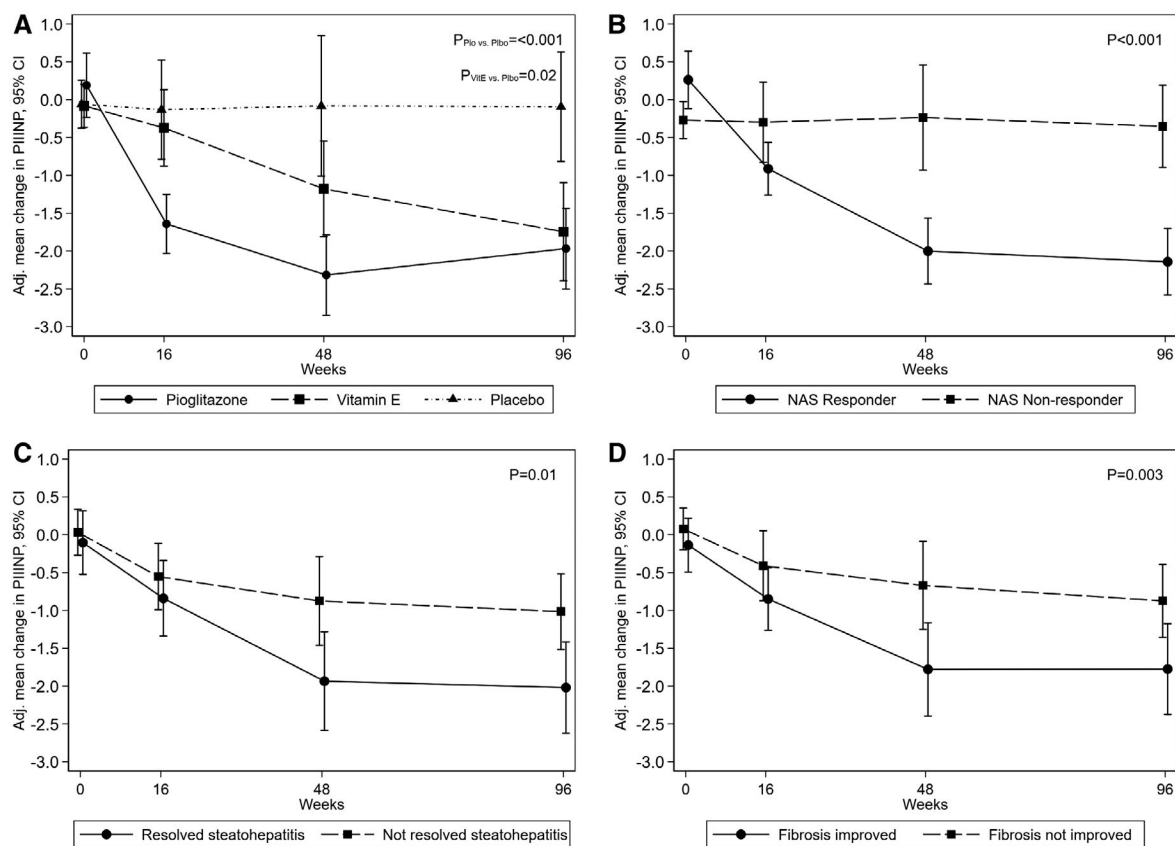 A
Adj. mean change in PIIINP, 95% CI
1.0
0.5
0.0
-0.5
-1.0
-1.5
-2.0
-2.5
-3.0
P Pio vs. Plbo=<0.001
P VitE vs. Plbo=0.02
0 16 48 96
Weeks
Pioglitazone Vitamin E Placebo
B
Adj. mean change in PIIINP, 95% CI
1.0
0.5
0.0
-0.5
-1.0
-1.5
-2.0
-2.5
-3.0
P<0.001
0 16 48 96
Weeks
NAS Responder NAS Non-responder
C
Adj. mean change in PIIINP, 95% CI
1.0
0.5
0.0
-0.5
-1.0
-1.5
-2.0
-2.5
-3.0
P=0.01
0 16 48 96
Weeks
Resolved steatohepatitis Not resolved steatohepatitis
D
Adj. mean change in PIIINP, 95% CI
1.0
0.5
0.0
-0.5
-1.0
-1.5
-2.0
-2.5
-3.0
P=0.003
0 16 48 96
Weeks
Fibrosis improved Fibrosis not improved